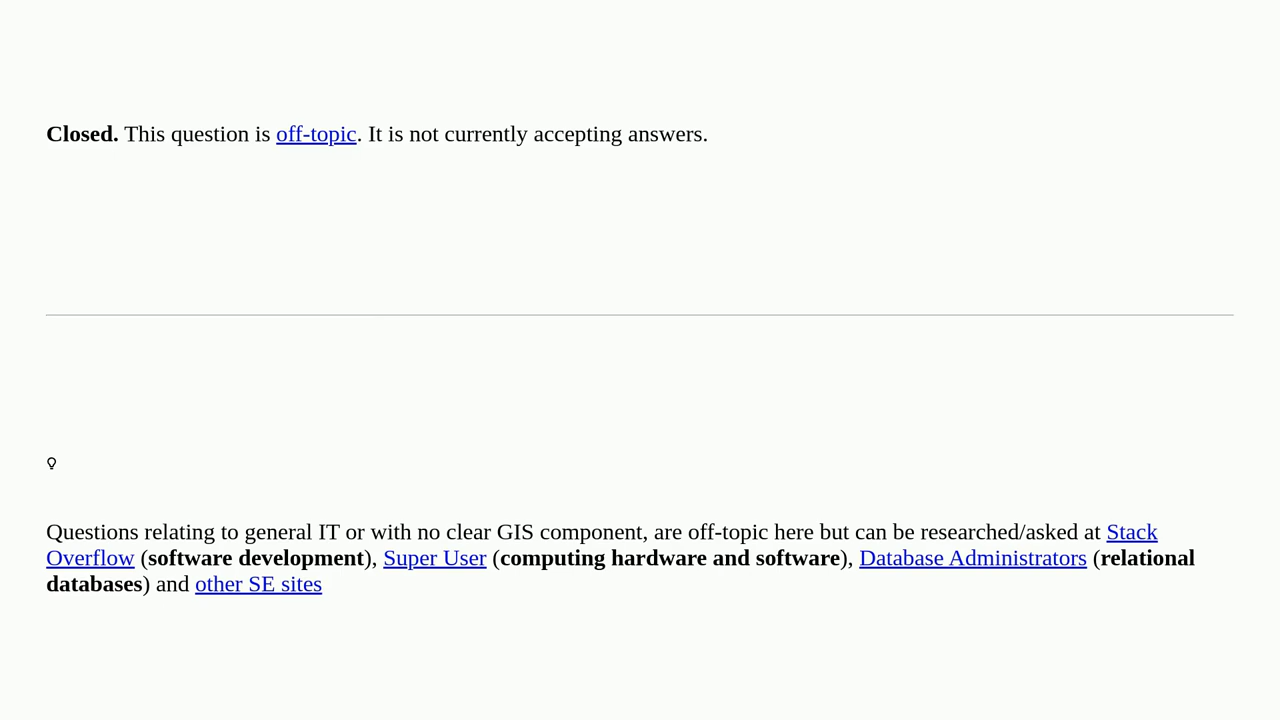 Closed. This question is off-topic. It is not currently accepting answers.
Questions relating to general IT or with no clear GIS component, are off-topic here but can be researched/asked at Stack
Overflow (software development), Super User (computing hardware and software), Database Administrators (relational
databases) and other SE sites